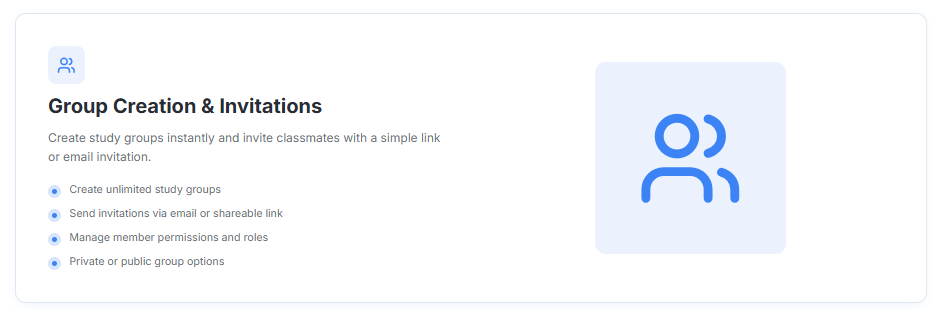 Group Creation & Invitations
Create study groups instantly and invite classmates with a simple link
or email invitation.
Create unlimited study groups
Send invitations via email or shareable link
Manage member permissions and roles
Private or public group options